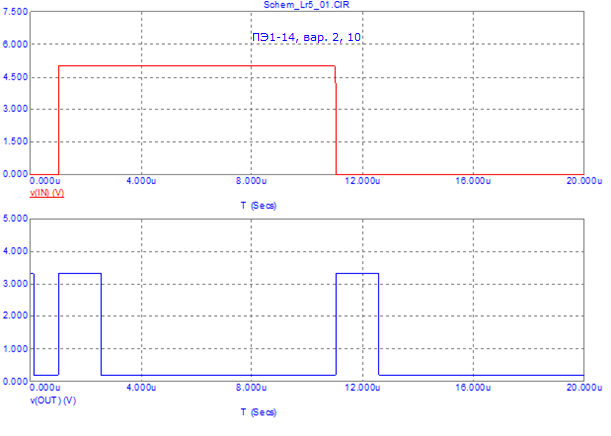 Schem_Lr5_01.CIR
7.500
ПЭ1-14, вар. 2, 10
6.000
4.500
3.000
1.500
0.000
0.000u 4.000u 8.000u 12.000u 16.000u 20.000u
v(IN) (V)
T (Secs)
5.000
4.000
3.000
2.000
1.000
0.000
0.000u 4.000u 8.000u 12.000u 16.000u 20.000u
v(OUT) (V)
T (Secs)